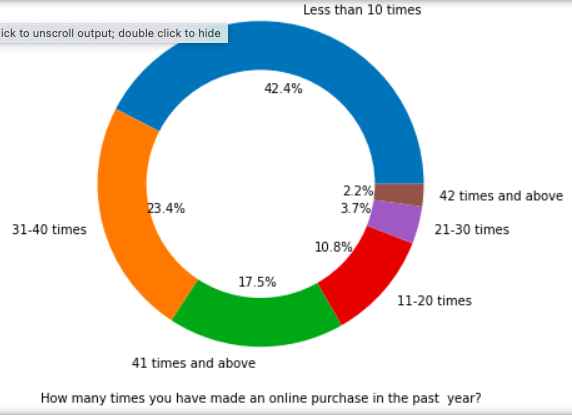 Less than 10 times
ick to unscroll output; double click to hide
42.4%
2.2%
42 times and above
3.7%
23.4%
31-40 times
21-30 times
10.8%
17.5%
11-20 times
41 times and above
How many times you have made an online purchase in the past  year?